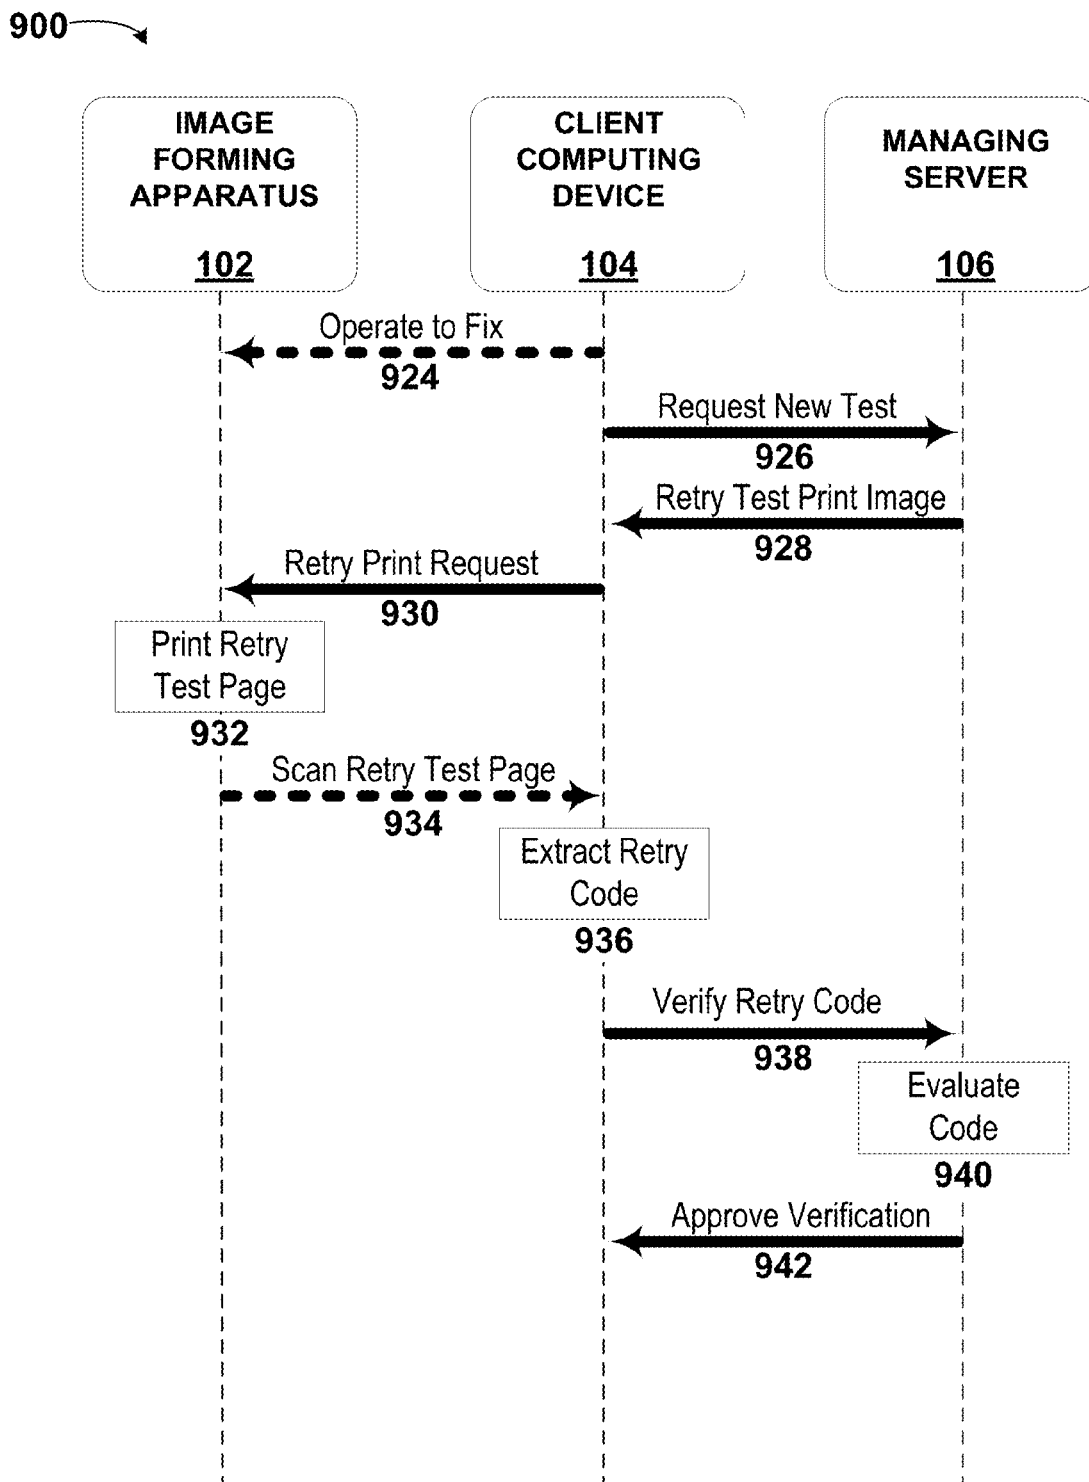 900
IMAGE
FORMING
APPARATUS
102
CLIENT
COMPUTING
DEVICE
104
MANAGING
SERVER
106
Operate to Fix
924
Request New Test
926
Retry Test Print Image
928
Retry Print Request
930
Print Retry
Test Page
932
Scan Retry Test Page
934
Extract Retry
Code
936
Verify Retry Code
938
Evaluate
Code
940
Approve Verification
942